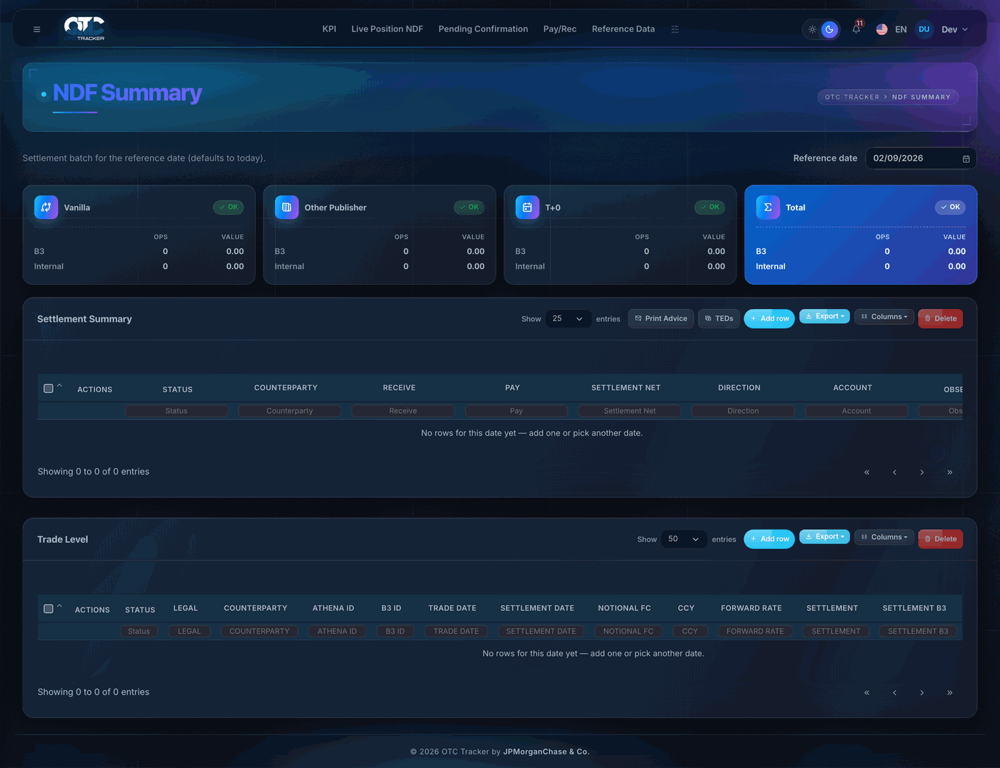 OTC
TRACKER
KPI Live Position NDF Pending Confirmation Pay/Rec Reference Data
11
EN DU Dev
NDF Summary
OTC TRACKER > NDF SUMMARY
Settlement batch for the reference date (defaults to today).
Reference date 02/09/2026
Vanilla OK
OPS VALUE
B3 0 0.00
Internal 0 0.00
Other Publisher OK
OPS VALUE
B3 0 0.00
Internal 0 0.00
T+0 OK
OPS VALUE
B3 0 0.00
Internal 0 0.00
Total OK
OPS VALUE
B3 0 0.00
Internal 0 0.00
Settlement Summary Show 25 entries Print Advice TEDs + Add row Export Columns Delete
ACTIONS STATUS COUNTERPARTY RECEIVE PAY SETTLEMENT NET DIRECTION ACCOUNT OBSE
Status Counterparty Receive Pay Settlement Net Direction Account Obs
No rows for this date yet — add one or pick another date.
Showing 0 to 0 of 0 entries « ‹ › »
Trade Level Show 50 entries + Add row Export Columns Delete
ACTIONS STATUS LEGAL COUNTERPARTY ATHENA ID B3 ID TRADE DATE SETTLEMENT DATE NOTIONAL FC CCY FORWARD RATE SETTLEMENT SETTLEMENT B3
Status LEGAL COUNTERPARTY ATHENA ID B3 ID TRADE DATE SETTLEMENT DATE NOTIONAL FC CCY FORWARD RATE SETTLEMENT SETTLEMENT B3
No rows for this date yet — add one or pick another date.
Showing 0 to 0 of 0 entries « ‹ › »
© 2026 OTC Tracker by JPMorganChase & Co.